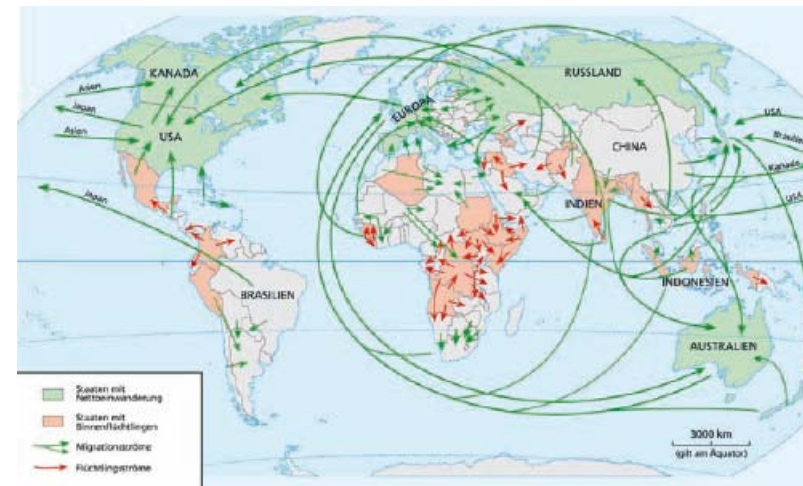 KANADA
RUSSLAND
Asien
Japan
EUROPA
USA
Asien
USA
CHINA
Kanada
USA
Japan
INDIEN
BRASILIEN
INDONESIEN
AUSTRALIEN
Staaten mit
Nettoeinwanderung
Staaten mit
Binnenflüchtlingen
Migrationsströme
Flüchtlingsströme
3000 km
(gilt am Äquator)